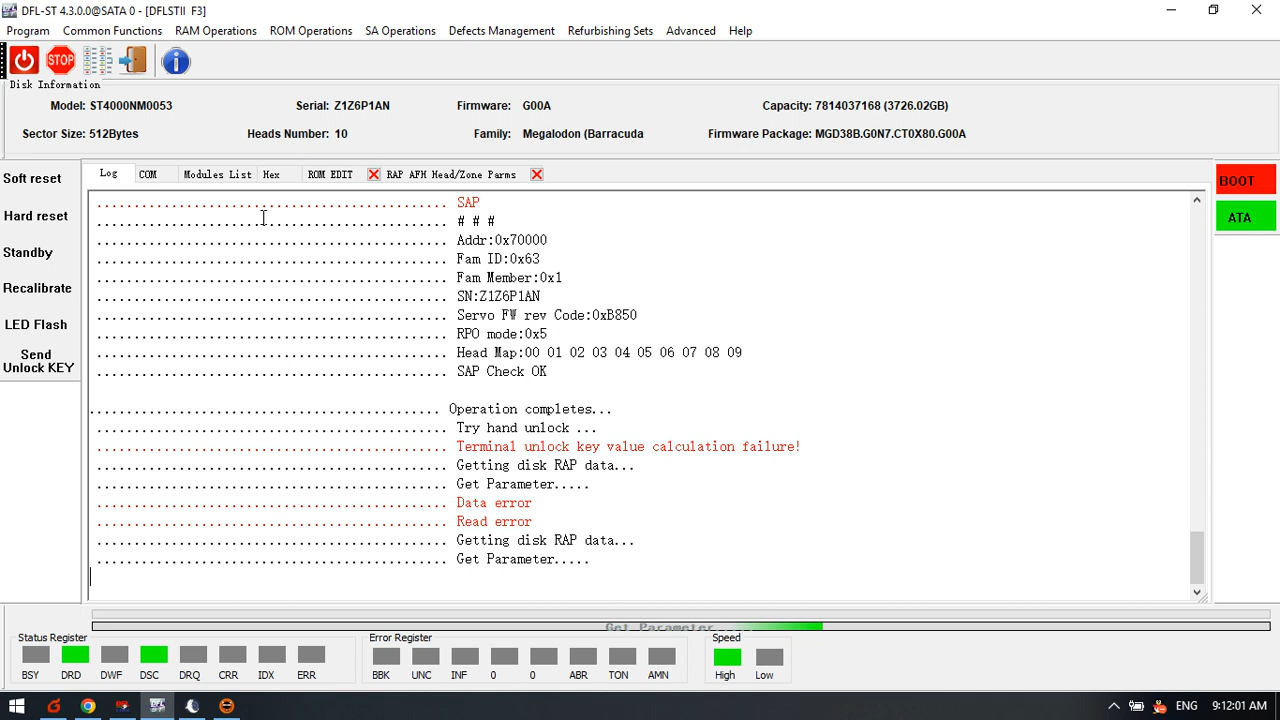 DFL-ST 4.3.0.0@SATA 0 - [DFLSTII F3]
Program Common Functions RAM Operations ROM Operations SA Operations Defects Management Refurbishing Sets Advanced Help
STOP
Disk Information
Model: ST4000NM0053 Serial: Z1Z6P1AN Firmware: G00A Capacity: 7814037168 (3726.02GB)
Sector Size: 512Bytes Heads Number: 10 Family: Megalodon (Barracuda Firmware Package: MGD38B.G0N7.CT0X80.G00A
Soft reset
Hard reset
Standby
Recalibrate
LED Flash
Send
Unlock KEY
Log COM Modules List Hex ROM EDIT RAP AFH Head/Zone Parms
............................................... SAP
............................................... # # #
............................................... Addr:0x70000
............................................... Fam ID:0x63
............................................... Fam Member:0x1
............................................... SN:Z1Z6P1AN
............................................... Servo FW rev Code:0xB850
............................................... RPO mode:0x5
............................................... Head Map:00 01 02 03 04 05 06 07 08 09
............................................... SAP Check OK
............................................... Operation completes...
............................................... Try hand unlock ...
............................................... Terminal unlock key value calculation failure!
............................................... Getting disk RAP data...
............................................... Get Parameter.....
............................................... Data error
............................................... Read error
............................................... Getting disk RAP data...
............................................... Get Parameter.....
BOOT
ATA
Get Parameter
Status Register
BSY DRD DWF DSC DRQ CRR IDX ERR
Error Register
BBK UNC INF 0 0 ABR TON AMN
Speed
High Low
ENG 9:12:01 AM